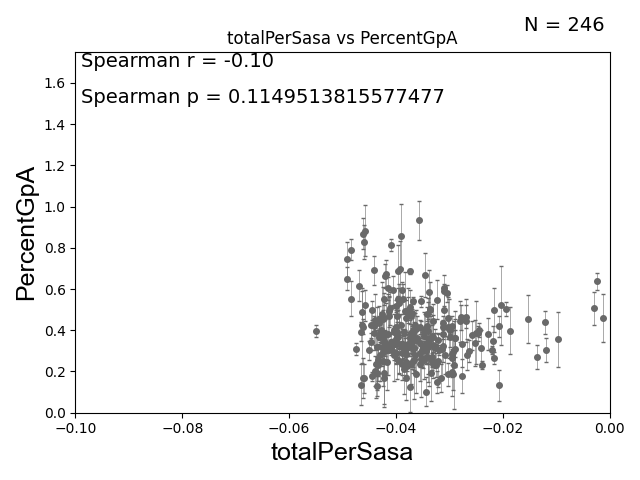 N = 246
totalPerSasa vs PercentGpA
Spearman r = -0.10
Spearman p = 0.1149513815577477
PercentGpA
1.6
1.4
1.2
1.0
0.8
0.6
0.4
0.2
0.0
−0.10 −0.08 −0.06 −0.04 −0.02 0.00
totalPerSasa